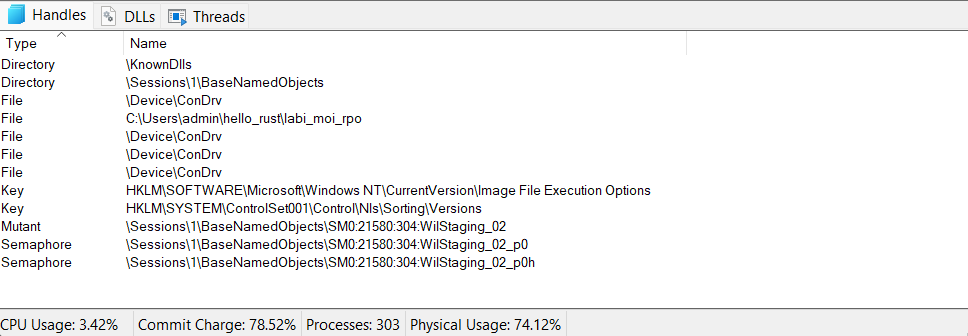 Handles DLLs Threads
Type Name
Directory \KnownDlls
Directory \Sessions\1\BaseNamedObjects
File \Device\ConDrv
File C:\Users\admin\hello_rust\labi_moi_rpo
File \Device\ConDrv
File \Device\ConDrv
File \Device\ConDrv
Key HKLM\SOFTWARE\Microsoft\Windows NT\CurrentVersion\Image File Execution Options
Key HKLM\SYSTEM\ControlSet001\Control\Nls\Sorting\Versions
Mutant \Sessions\1\BaseNamedObjects\SM0:21580:304:WilStaging_02
Semaphore \Sessions\1\BaseNamedObjects\SM0:21580:304:WilStaging_02_p0
Semaphore \Sessions\1\BaseNamedObjects\SM0:21580:304:WilStaging_02_p0h
CPU Usage: 3.42% Commit Charge: 78.52% Processes: 303 Physical Usage: 74.12%